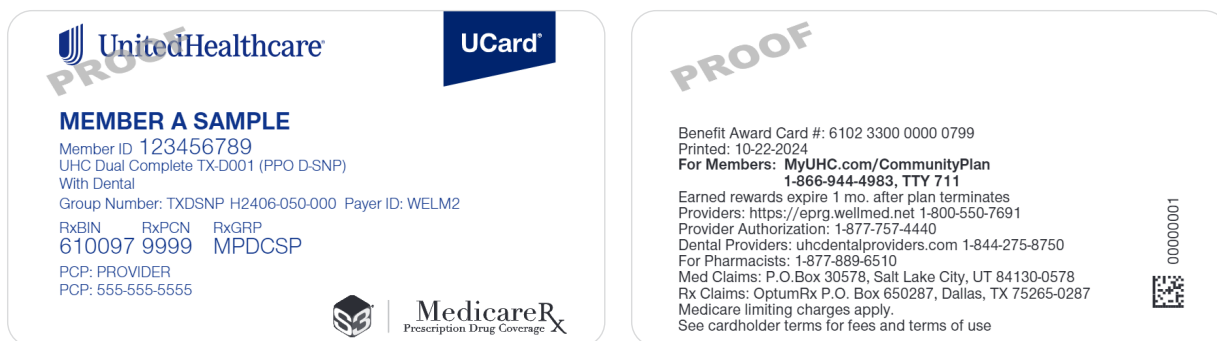 UnitedHealthcare®
UCard®
PROOF
MEMBER A SAMPLE
Member ID 123456789
UHC Dual Complete TX-D001 (PPO D-SNP)
With Dental
Group Number: TXDSNP H2406-050-000 Payer ID: WELM2
RxBIN RxPCN RxGRP
610097 9999 MPDCSP
PCP: PROVIDER
PCP: 555-555-5555
S3
MedicareRx
Prescription Drug Coverage
PROOF
Benefit Award Card #: 6102 3300 0000 0799
Printed: 10-22-2024
For Members: MyUHC.com/CommunityPlan
1-866-944-4983, TTY 711
Earned rewards expire 1 mo. after plan terminates
Providers: https://eprg.wellmed.net 1-800-550-7691
Provider Authorization: 1-877-757-4440
Dental Providers: uhcdentalproviders.com 1-844-275-8750
For Pharmacists: 1-877-889-6510
Med Claims: P.O.Box 30578, Salt Lake City, UT 84130-0578
Rx Claims: OptumRx P.O. Box 650287, Dallas, TX 75265-0287
Medicare limiting charges apply.
See cardholder terms for fees and terms of use
00000001